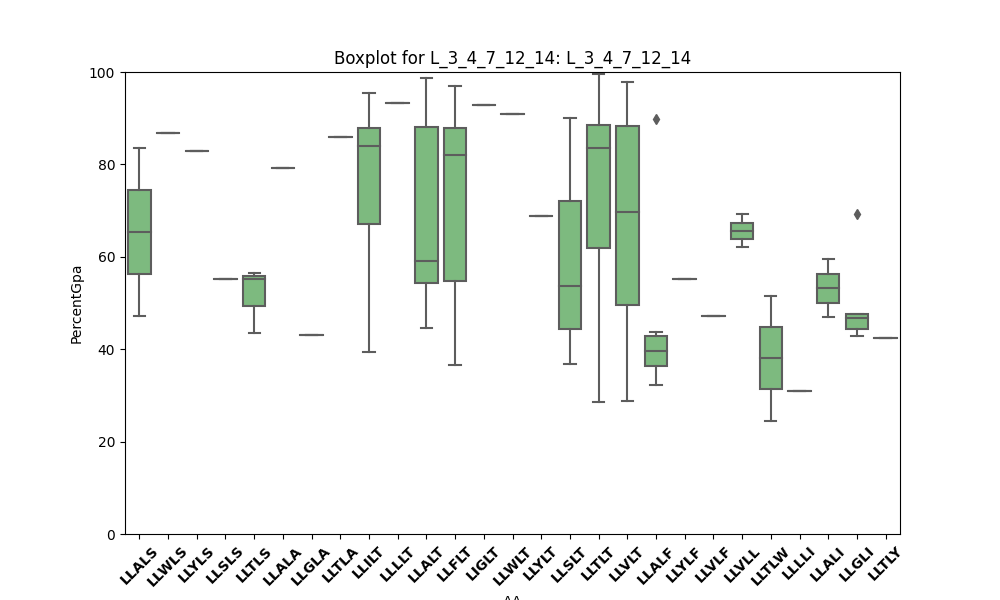 Boxplot for L_3_4_7_12_14: L_3_4_7_12_14
PercentGpa
100
80
60
40
20
0
LLALS
LLWLS
LLYLS
LLSLS
LLTLS
LLALA
LLGLA
LLTLA
LLILT
LLLLT
LLALT
LLFLT
LIGLT
LLWLT
LLYLT
LLSLT
LLTLT
LLVLT
LLALF
LLYLF
LLVLF
LLVLL
LLTLW
LLLLI
LLALI
LLGLI
LLTLY
AA